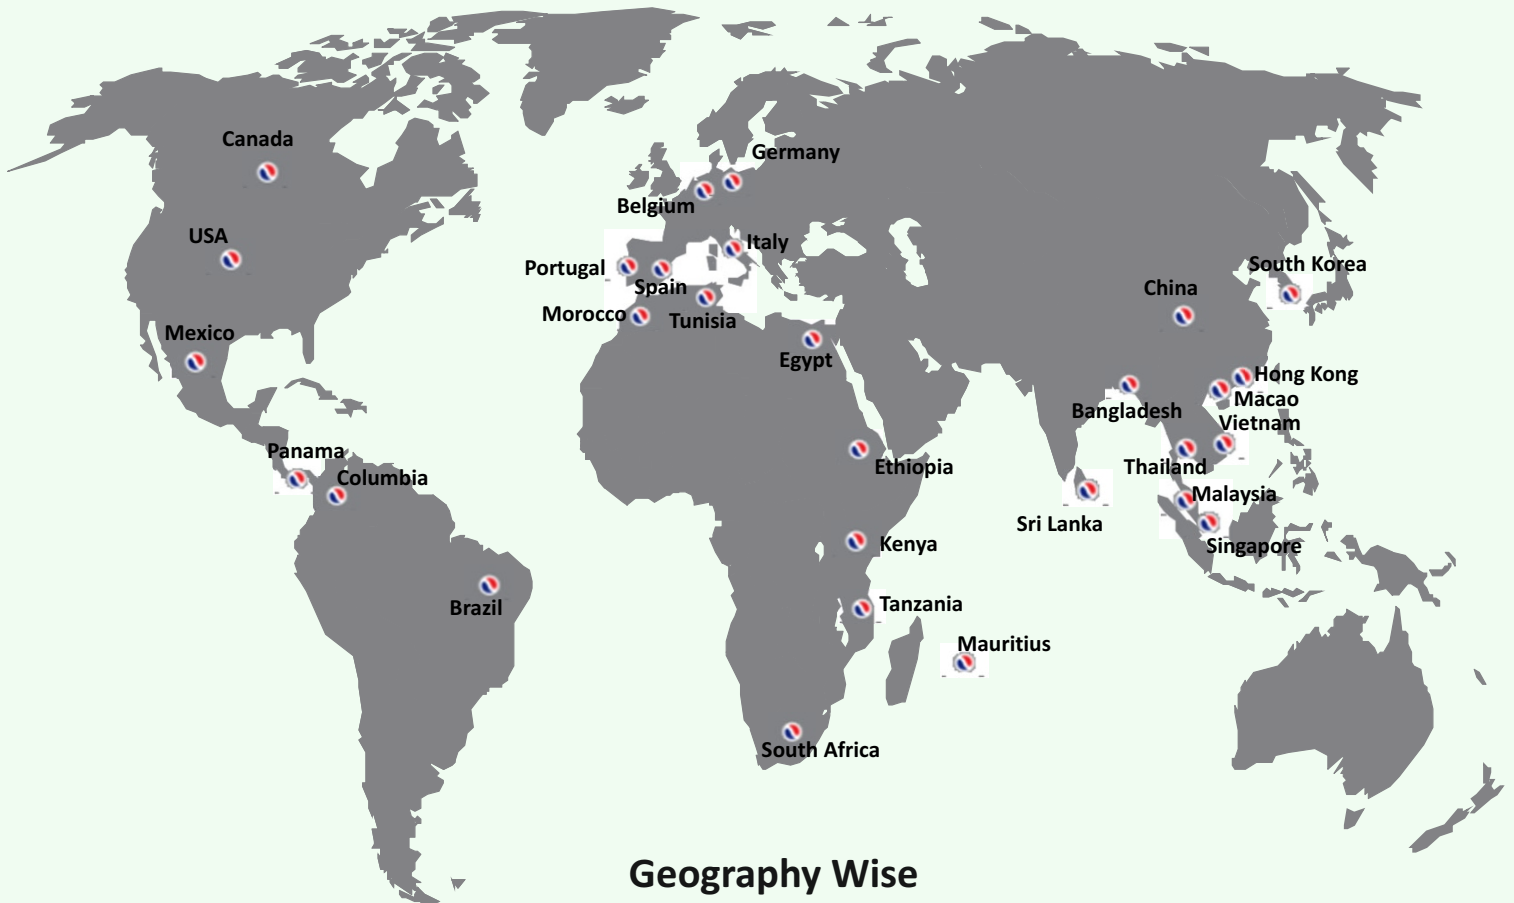 Canada
Germany
Belgium
USA
Italy
Portugal
Spain
South Korea
China
Morocco
Tunisia
Mexico
Egypt
Hong Kong
Macao
Bangladesh
Vietnam
Panama
Columbia
Ethiopia
Thailand
Malaysia
Sri Lanka
Singapore
Kenya
Brazil
Tanzania
Mauritius
South Africa
Geography Wise